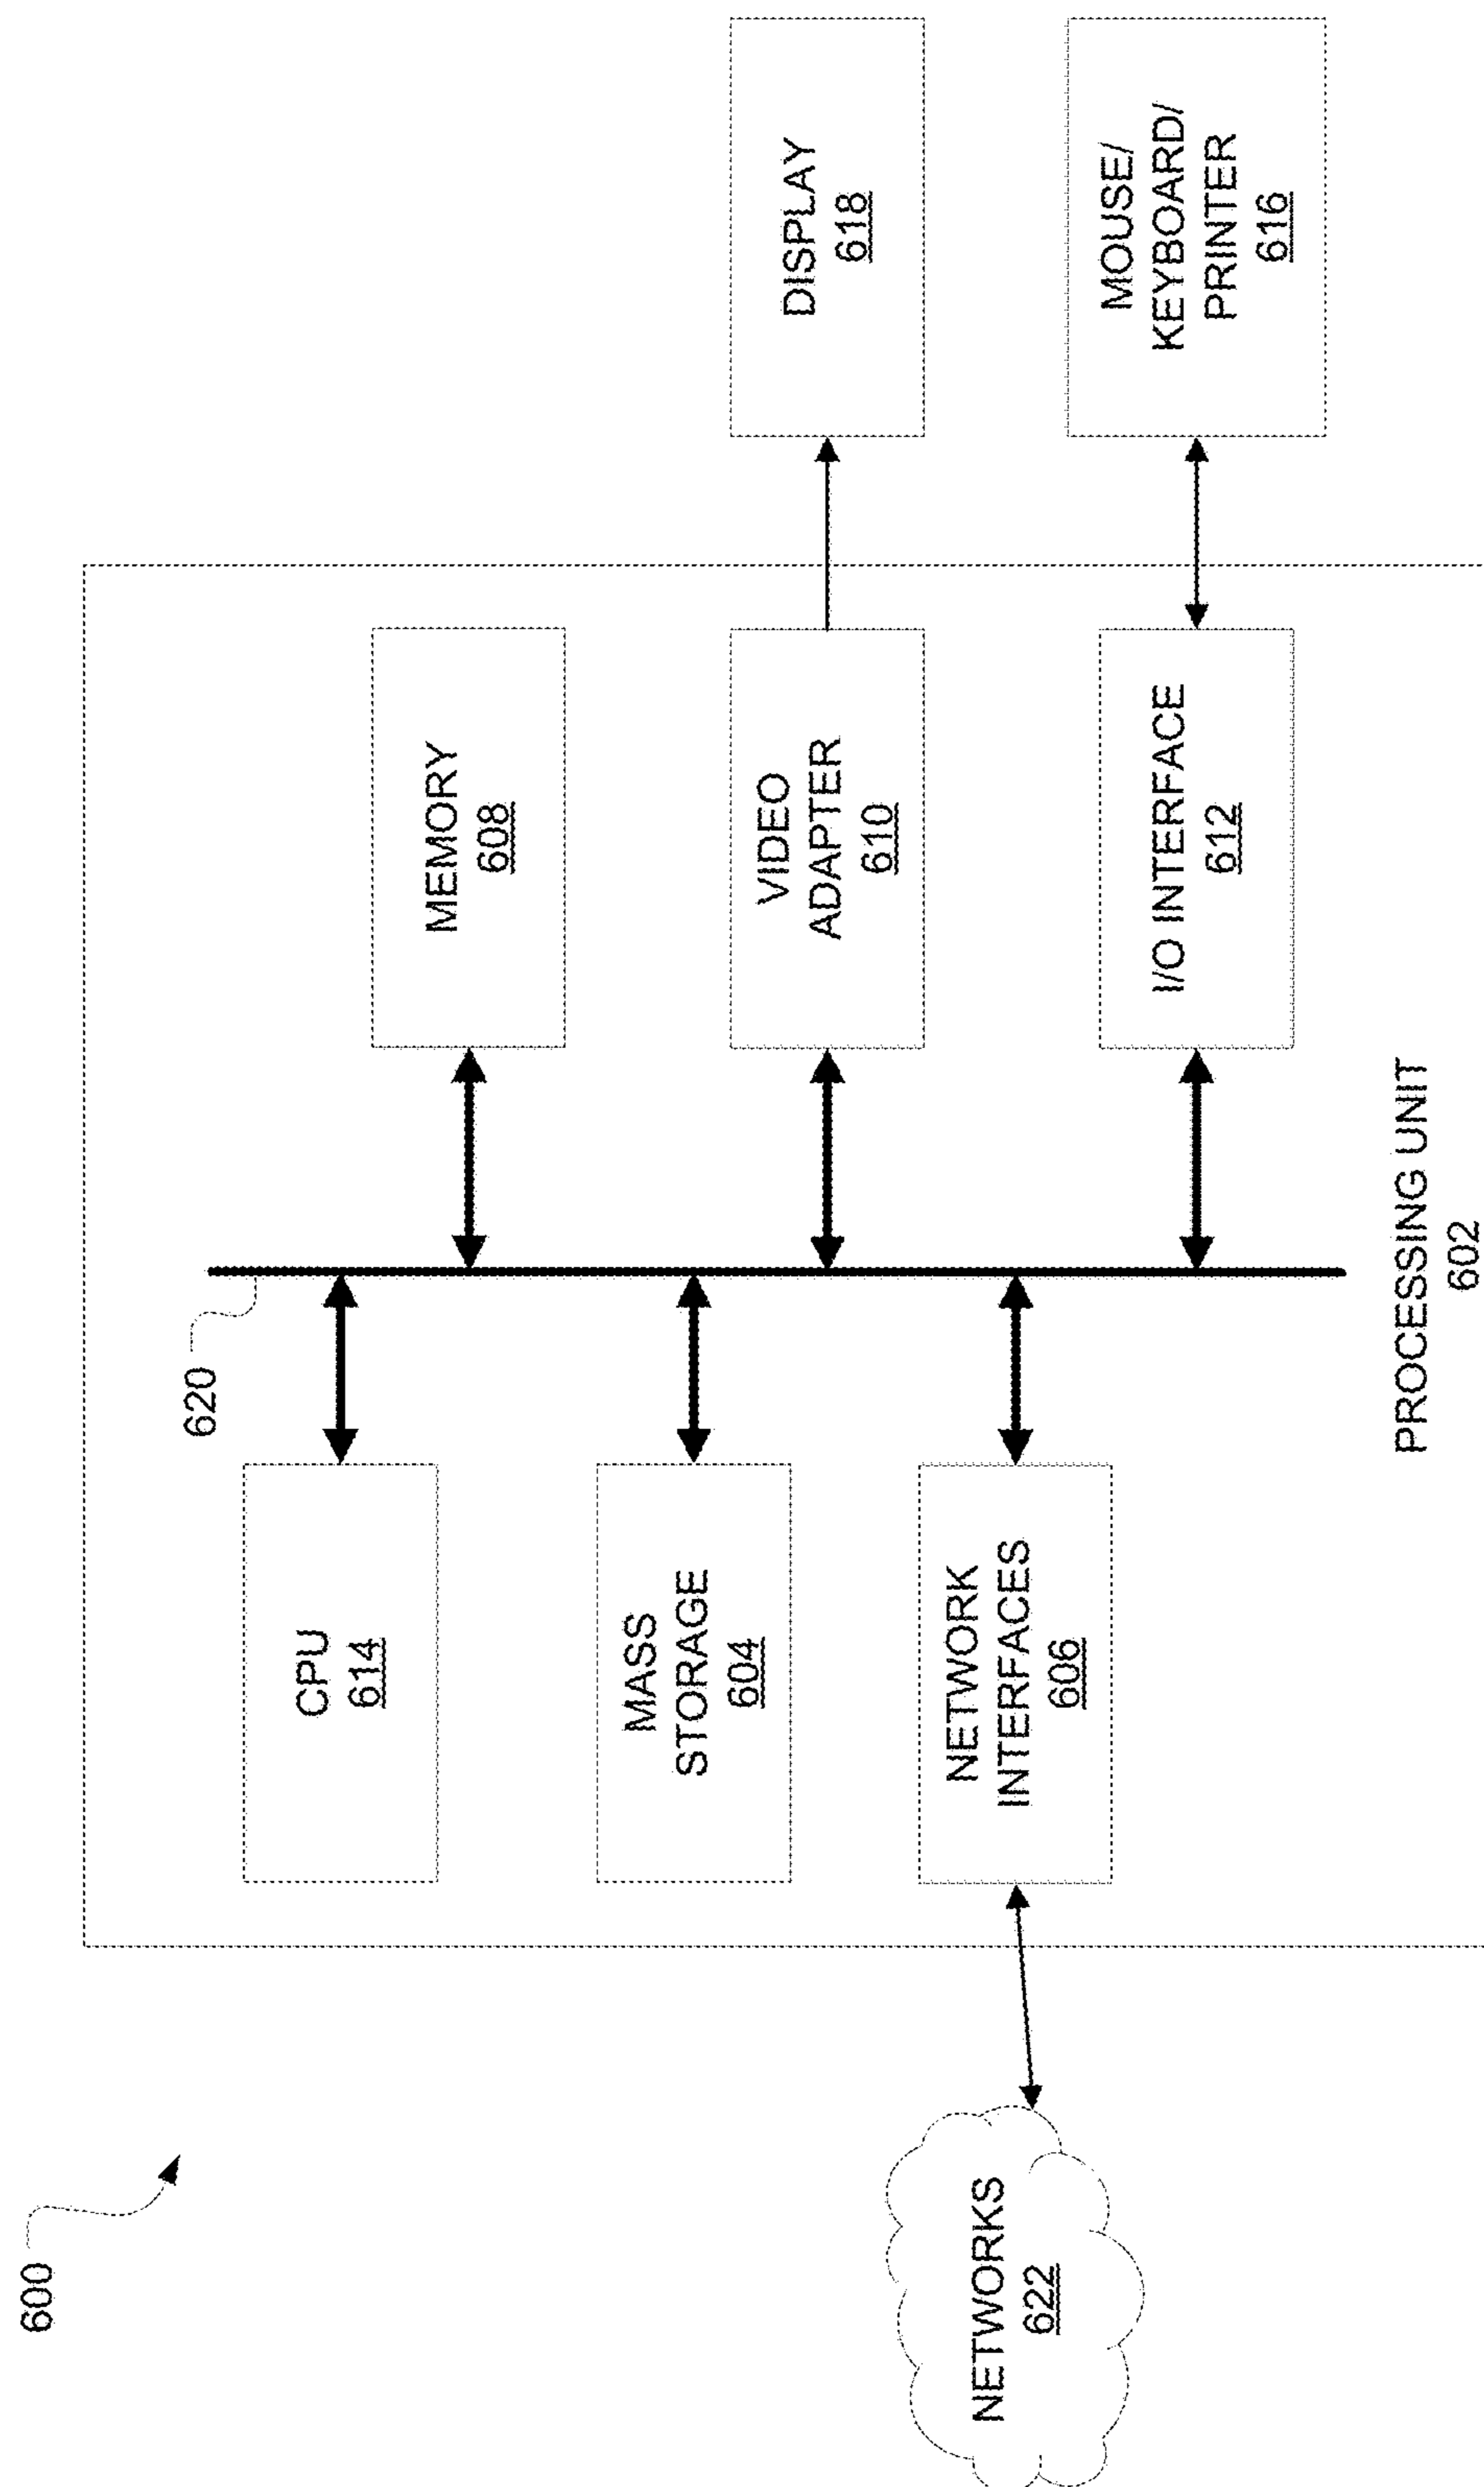 600
620
CPU
614
MEMORY
608
MASS
STORAGE
604
VIDEO
ADAPTER
610
DISPLAY
618
NETWORKS
622
NETWORK
INTERFACES
606
I/O INTERFACE
612
MOUSE/
KEYBOARD/
PRINTER
616
PROCESSING UNIT
602